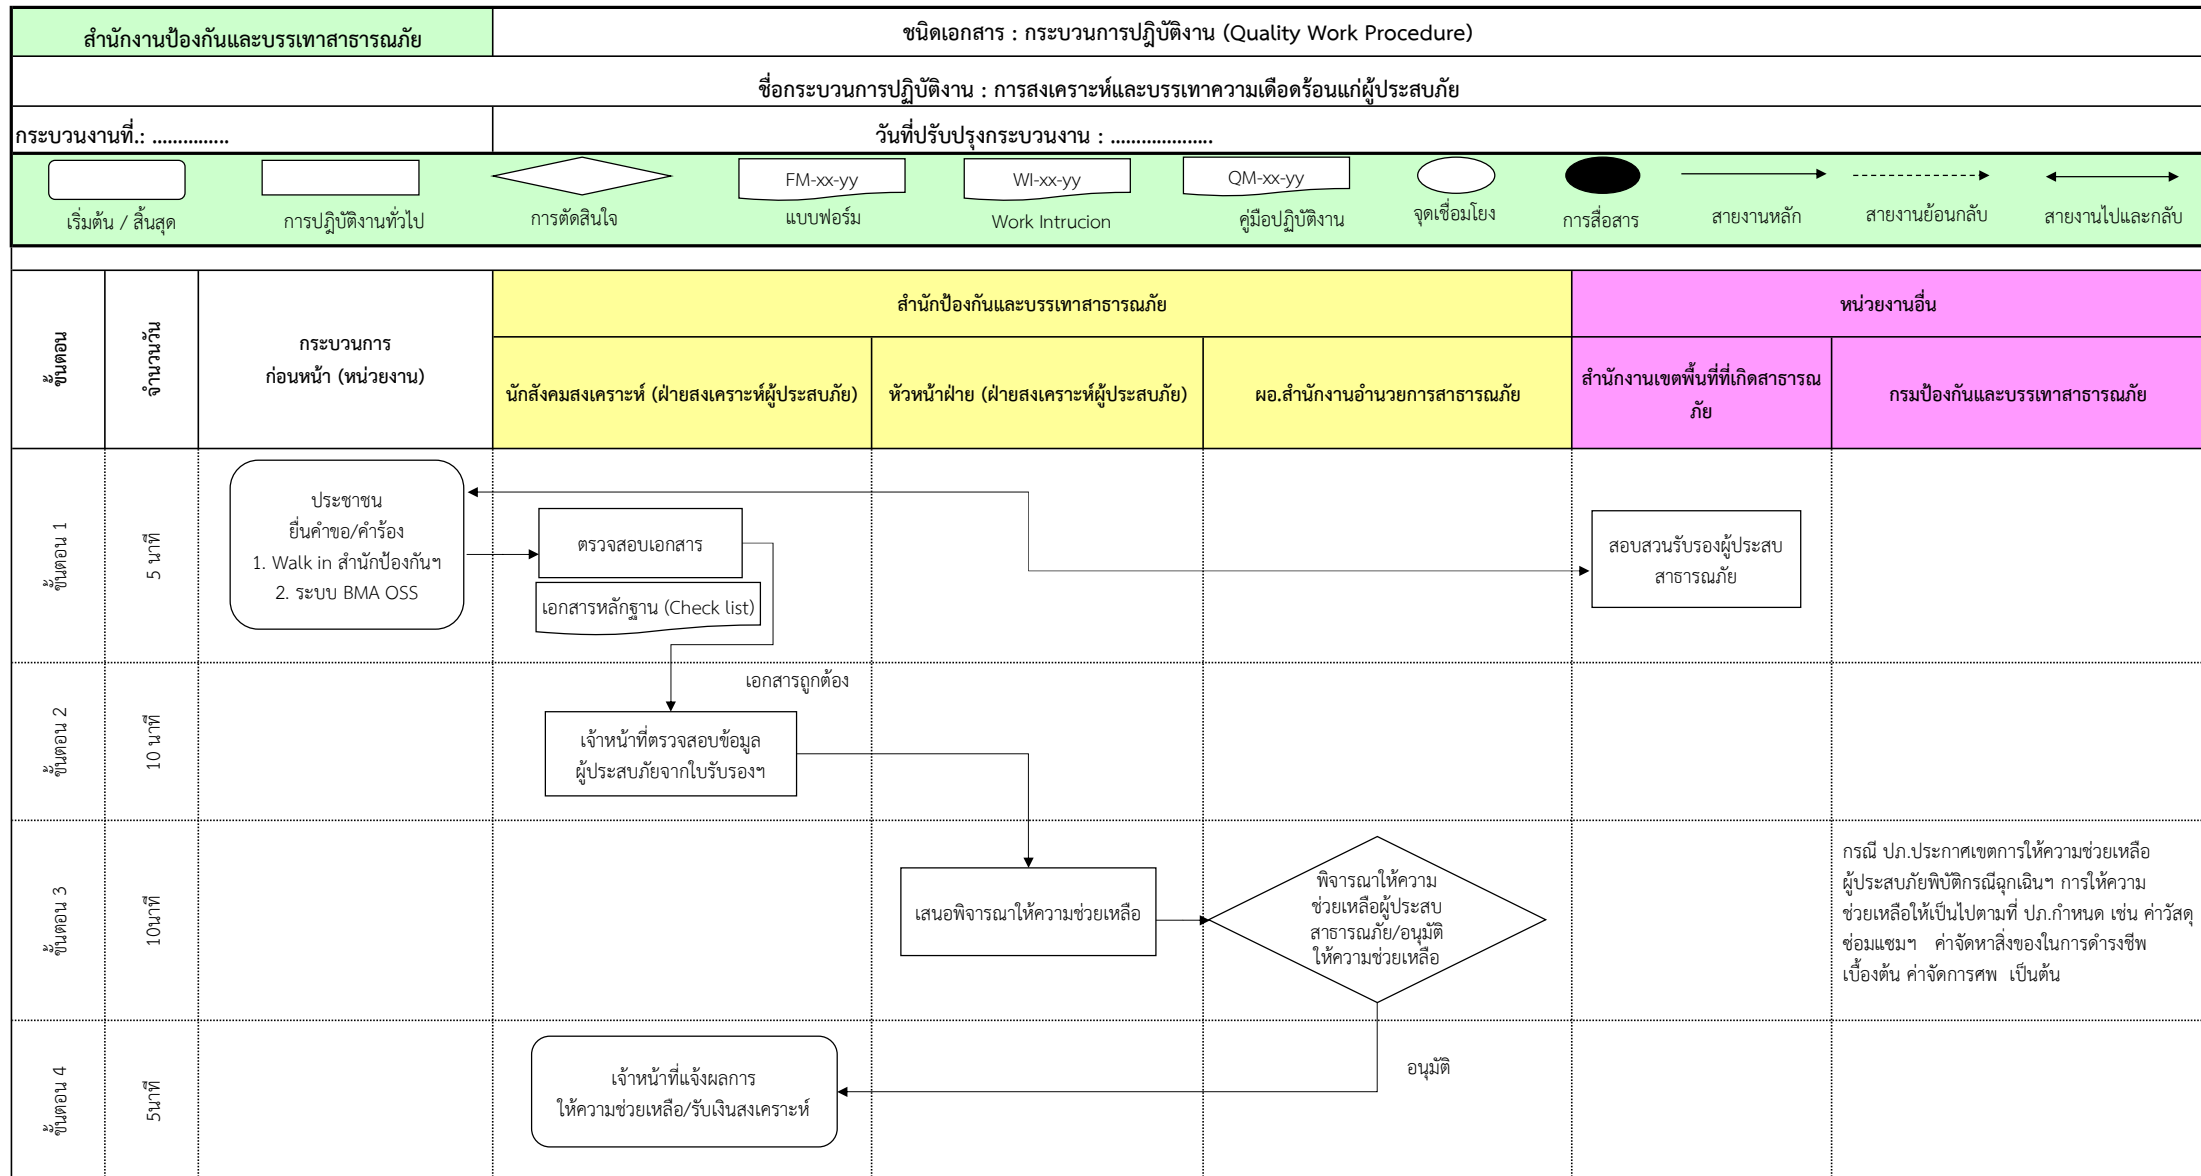 สำนักงานป้องกันและบรรเทาสาธารณภัย
ชนิดเอกสาร : กระบวนการปฎิบัติงาน (Quality Work Procedure)
ชื่อกระบวนการปฏิบัติงาน : การสงเคราะห์และบรรเทาความเดือดร้อนแก่ผู้ประสบภัย
กระบวนงานที่.: ..............
วันที่ปรับปรุงกระบวนงาน : ...................
FM-xx-yy
WI-xx-yy
QM-xx-yy
เริ่มต้น / สิ้นสุด
การปฎิบัติงานทั่วไป
การตัดสินใจ
แบบฟอร์ม
Work Intrucion
คู่มือปฏิบัติงาน
จุดเชื่อมโยง
การสื่อสาร
สายงานหลัก
สายงานย้อนกลับ
สายงานไปและกลับ
ขั้นตอน
จำนวนวัน
กระบวนการ
ก่อนหน้า (หน่วยงาน)
สำนักป้องกันและบรรเทาสาธารณภัย
หน่วยงานอื่น
นักสังคมสงเคราะห์ (ฝ่ายสงเคราะห์ผู้ประสบภัย)
หัวหน้าฝ่าย (ฝ่ายสงเคราะห์ผู้ประสบภัย)
ผอ.สำนักงานอำนวยการสาธารณภัย
สำนักงานเขตพื้นที่ที่เกิดสาธารณ
ภัย
กรมป้องกันและบรรเทาสาธารณภัย
ขั้นตอน 1
5 นาที
ประชาชน
ยื่นคำขอ/คำร้อง
1. Walk in สำนักป้องกันฯ
2. ระบบ BMA OSS
ตรวจสอบเอกสาร
เอกสารหลักฐาน (Check list)
สอบสวนรับรองผู้ประสบ
สาธารณภัย
ขั้นตอน 2
10 นาที
เอกสารถูกต้อง
เจ้าหน้าที่ตรวจสอบข้อมูล
ผู้ประสบภัยจากใบรับรองฯ
ขั้นตอน 3
10นาที
เสนอพิจารณาให้ความช่วยเหลือ
พิจารณาให้ความ
ช่วยเหลือผู้ประสบ
สาธารณภัย/อนุมัติ
ให้ความช่วยเหลือ
กรณี ปภ.ประกาศเขตการให้ความช่วยเหลือ
ผู้ประสบภัยพิบัติกรณีฉุกเฉินฯ การให้ความ
ช่วยเหลือให้เป็นไปตามที่ ปภ.กำหนด เช่น ค่าวัสดุ
ซ่อมแซมฯ ค่าจัดหาสิ่งของในการดำรงชีพ
เบื้องต้น ค่าจัดการศพ เป็นต้น
ขั้นตอน 4
5นาที
เจ้าหน้าที่แจ้งผลการ
ให้ความช่วยเหลือ/รับเงินสงเคราะห์
อนุมัติ